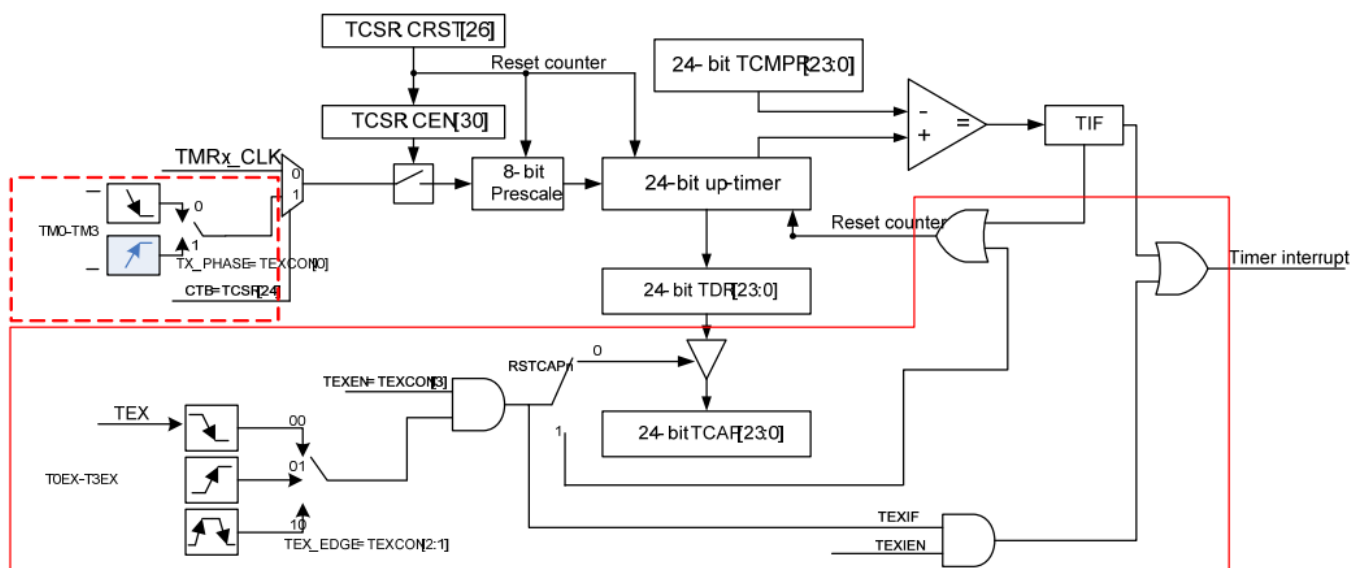 TCSR.CRST[26]
Reset counter
24- bit TCMPR[23:0]
TCSR.CEN[30]
TIF
-
+
=
TMRx_CLK
0
1
8-bit
Prescale
24-bit up-timer
0
TM0-TM3
1
TX_PHASE=TEXCON[0]
CTB=TCSR[24]
Reset counter
Timer interrupt
24-bit TDR[23:0]
0
RSTCAPn
TEXEN=TEXCON[3]
TEX
00
24-bit TCAP[23:0]
1
01
T0EX-T3EX
10
TEX_EDGE=TEXCON[2:1]
TEXIF
TEXIEN